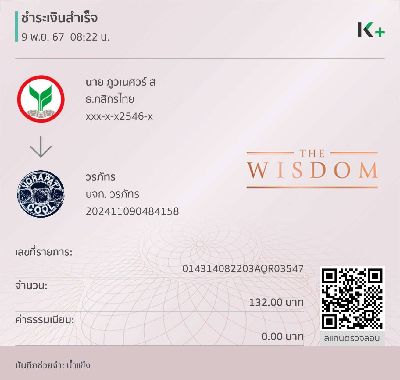 ชำระเงินสำเร็จ
9 พ.ย. 67 08:22 น.
K+
นาย ภูวเนศวร์ ส
ธ.กสิกรไทย
xxx-x-x2546-x
THE
WISDOM
WORAPAT
COOL
วรภัทร
บจก. วรภัทร
202411090484158
เลขที่รายการ:
014314082203AQR03547
จำนวน:
132.00 บาท
ค่าธรรมเนียม:
0.00 บาท
สแกนตรวจสอบ
บันทึกช่วยจำ: น้ำแข็ง